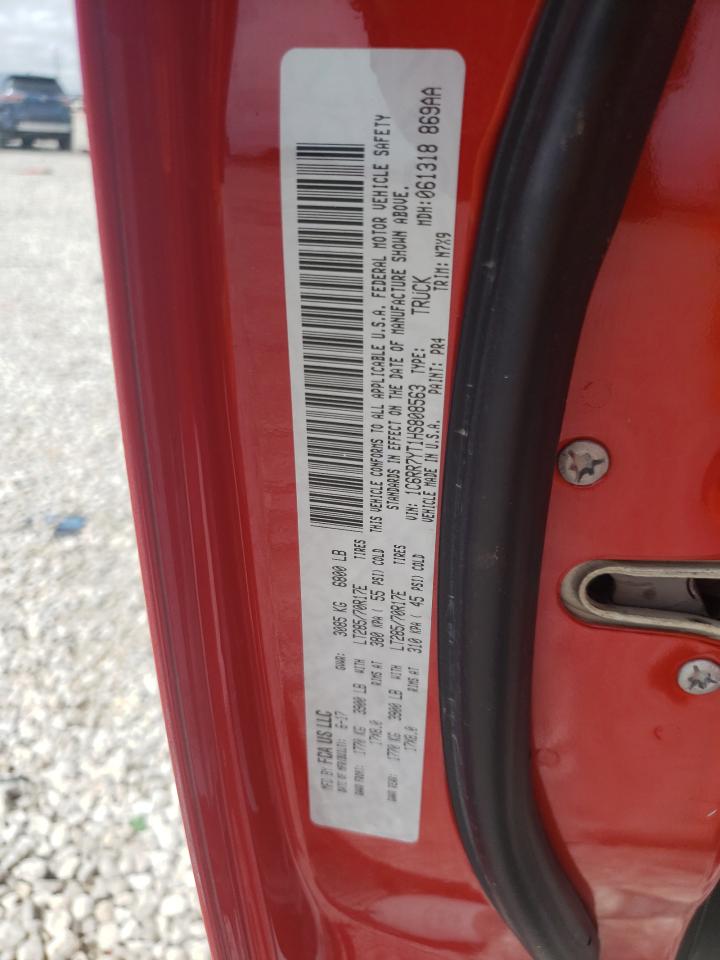 MFD BY FCA US LLC
DATE OF MFR: 6-17 GVWR: 3085 KG 6800 LB
GAWR FRONT: 1770 KG 3900 LB WITH LT285/70R17E TIRES
17X8.0 RIMS AT 380 KPA ( 55 PSI) COLD
GAWR REAR: 1770 KG 3900 LB WITH LT285/70R17E TIRES
17X8.0 RIMS AT 310 KPA ( 45 PSI) COLD
THIS VEHICLE CONFORMS TO ALL APPLICABLE U.S.A. FEDERAL MOTOR VEHICLE SAFETY
STANDARDS IN EFFECT ON THE DATE OF MANUFACTURE SHOWN ABOVE.
VIN: 1C6RR7YT1HS808563 TYPE: TRUCK MDH:061318 869AA
VEHICLE MADE IN U.S.A. PAINT: PR4 TRIM: N7X9